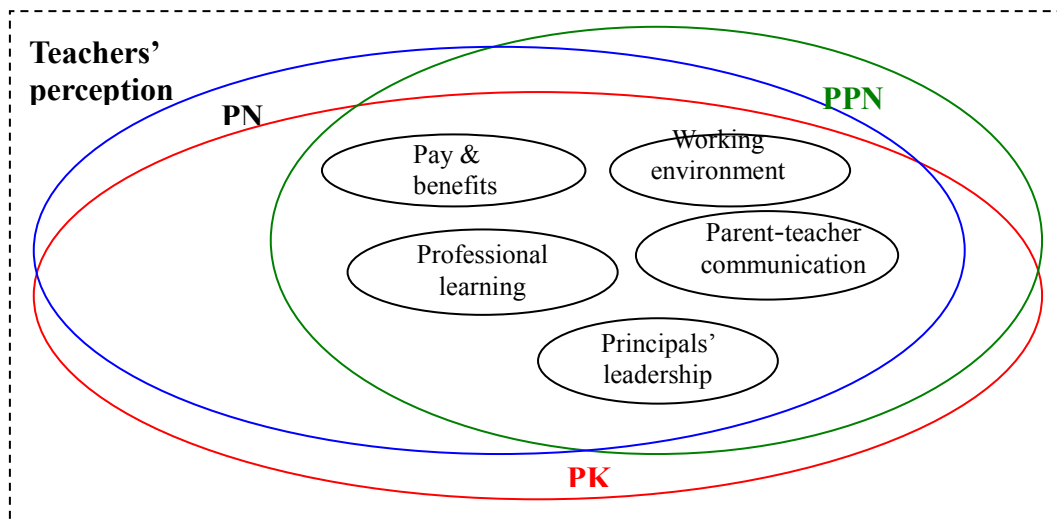 Teachers’
perception
PN
PPN
Pay &
benefits
Working
environment
Professional
learning
Parent-teacher
communication
Principals’
leadership
PK